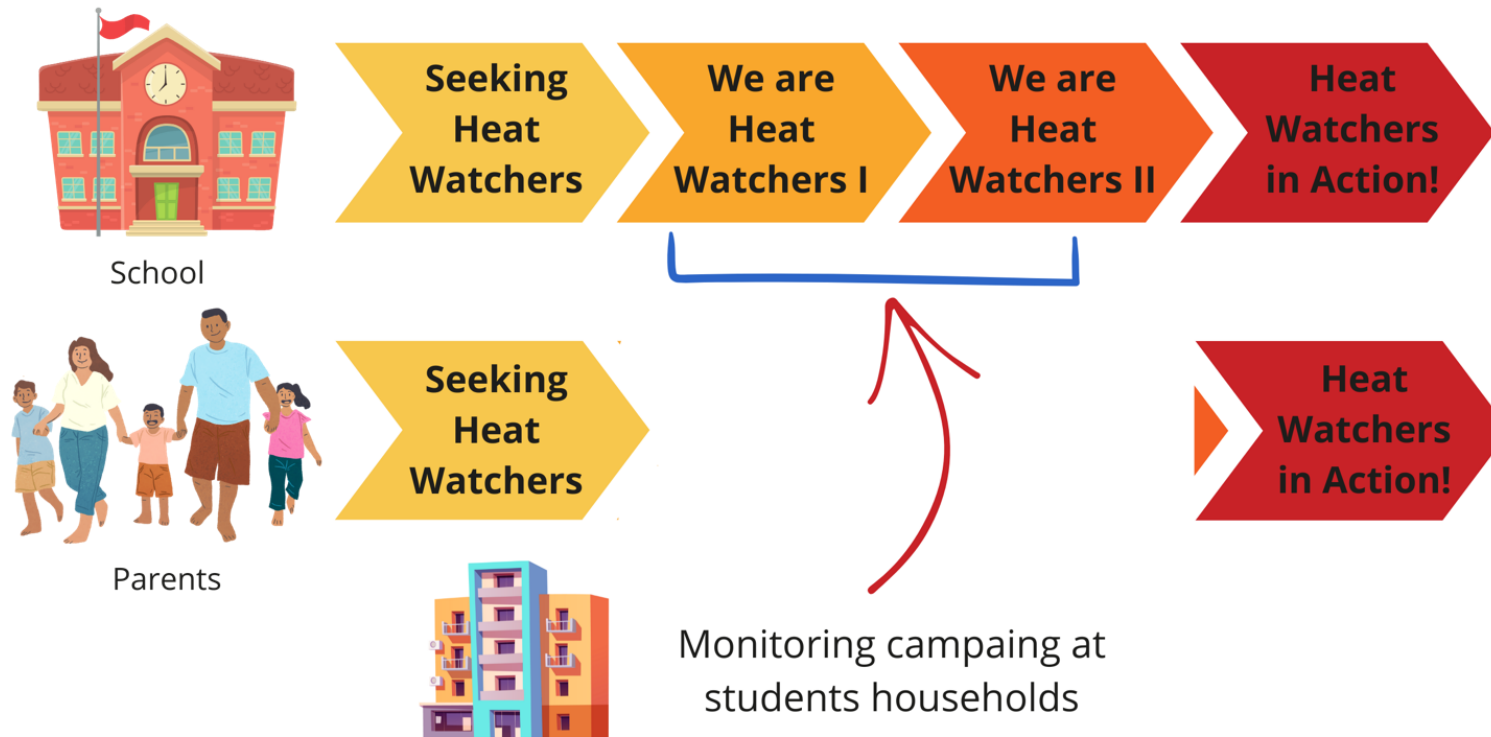 Seeking
Heat
Watchers
We are
Heat
Watchers I
We are
Heat
Watchers II
Heat
Watchers
in Action!
School
Seeking
Heat
Watchers
Heat
Watchers
in Action!
Parents
Monitoring campaing at
students households